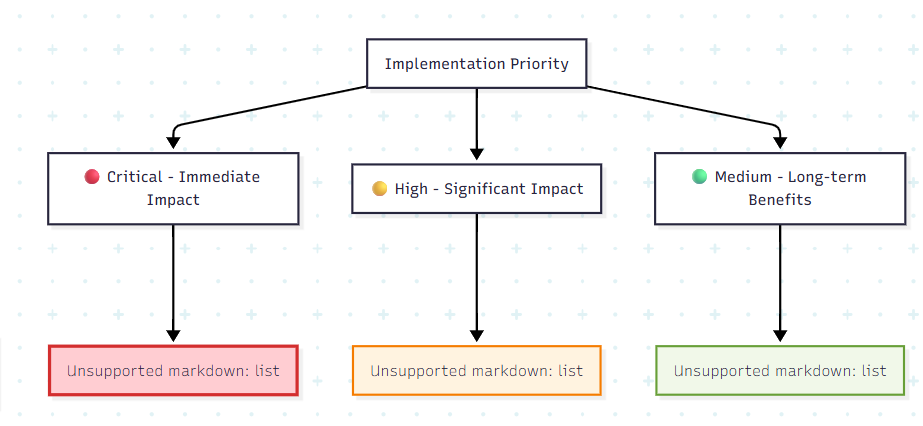 Implementation Priority
🔴 Critical - Immediate
Impact
🟡 High - Significant Impact
🟢 Medium - Long-term
Benefits
Unsupported markdown: list
Unsupported markdown: list
Unsupported markdown: list